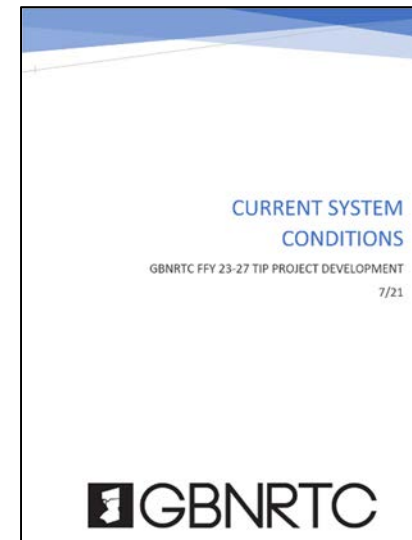 CURRENT SYSTEM
CONDITIONS
GBNRTC FFY 23-27 TIP PROJECT DEVELOPMENT
7/21
GBNRTC